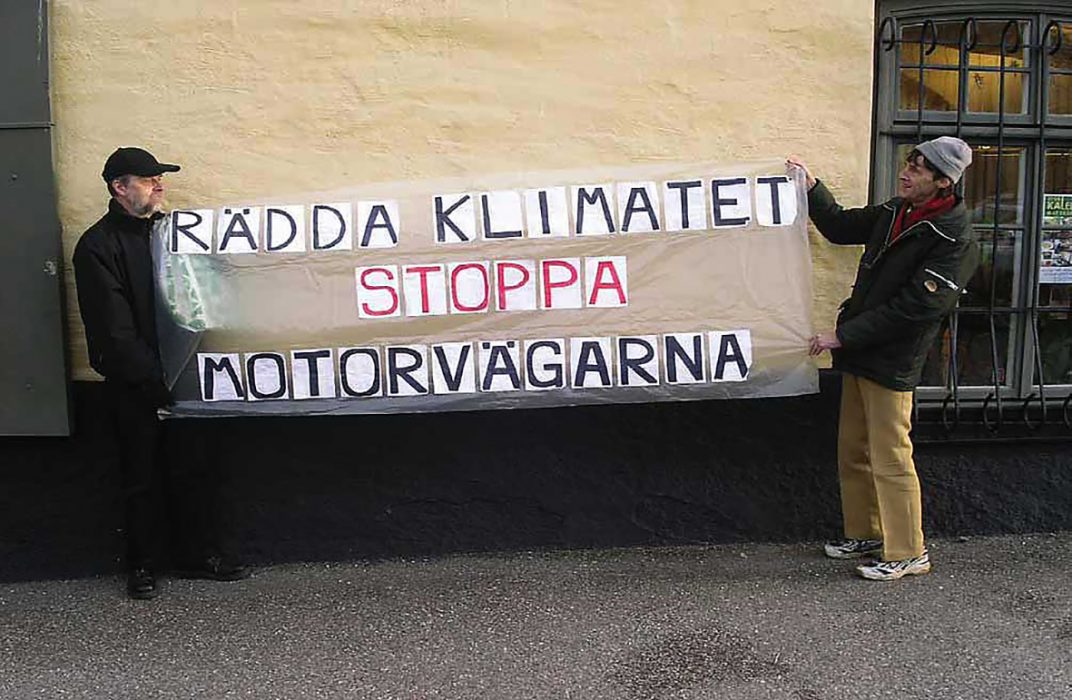 RÄDDA KLIMATET
STOPPA
MOTORVÄGARNA